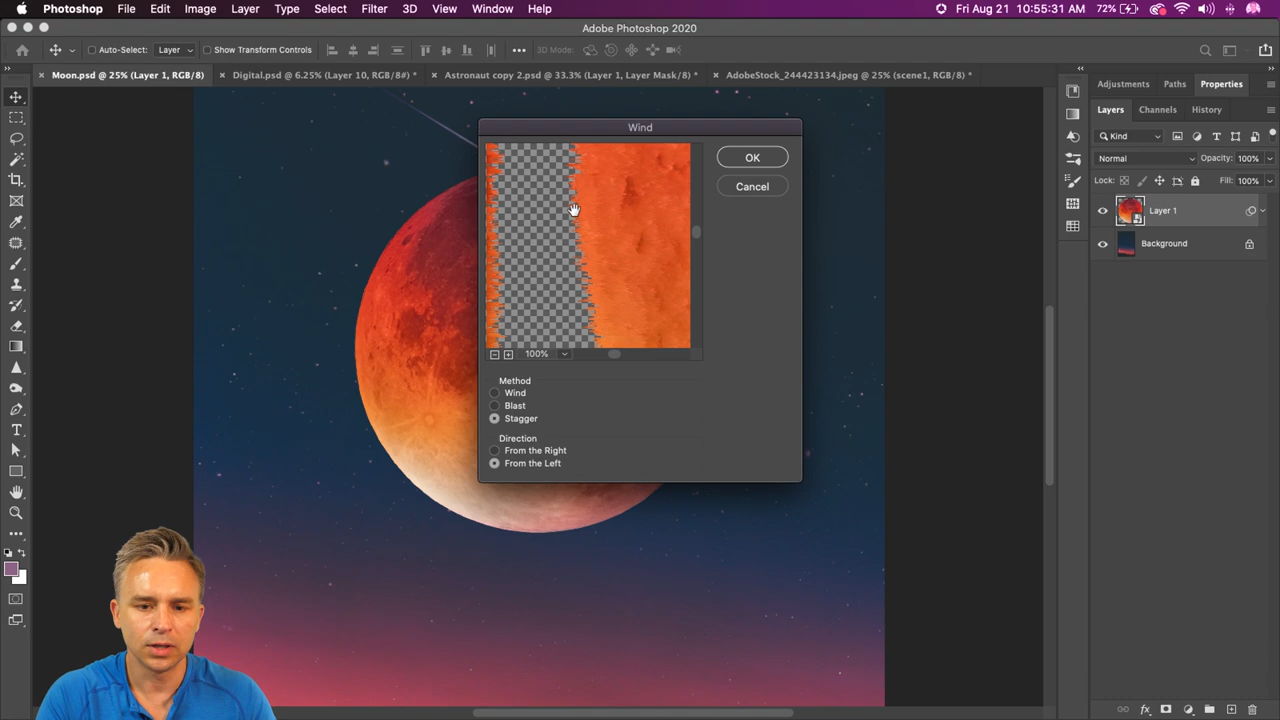 Photoshop File Edit Image Layer Type Select Filter 3D View Window Help 72% Fri Aug 21 10:55:31 AM
Adobe Photoshop 2020
Auto-Select: Layer Show Transform Controls 3D Mode:
Moon.psd @ 25% (Layer 1, RGB/8) Digital.psd @ 6.25% (Layer 10, RGB/8#) * Astronaut copy 2.psd @ 33.3% (Layer 1, Layer Mask/8) * AdobeStock_244423134.jpeg @ 25% (scene1, RGB/8) *
Adjustments Paths Properties
Layers Channels History
Kind
Normal Opacity: 100%
Lock: Fill: 100%
Layer 1
Background
Wind
OK
Cancel
100%
Method
Wind
Blast
Stagger
Direction
From the Right
From the Left